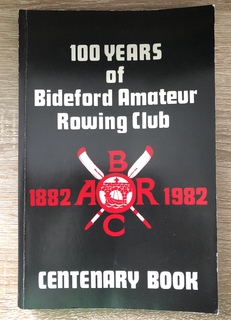 100 YEARS
of
Bideford Amateur
Rowing Club
B
1882 A R 1982
C
CENTENARY BOOK